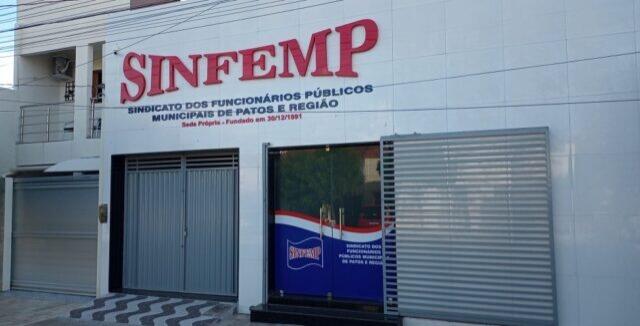 SINFEMP
SINDICATO DOS FUNCIONÁRIOS PÚBLICOS
MUNICIPAIS DE PATOS E REGIÃO
Sede Própria - Fundado em 30/12/1991
SINFEMP
SINDICATO DOS
FUNCIONÁRIOS
PÚBLICOS MUNICIPAIS
DE PATOS E REGIÃO